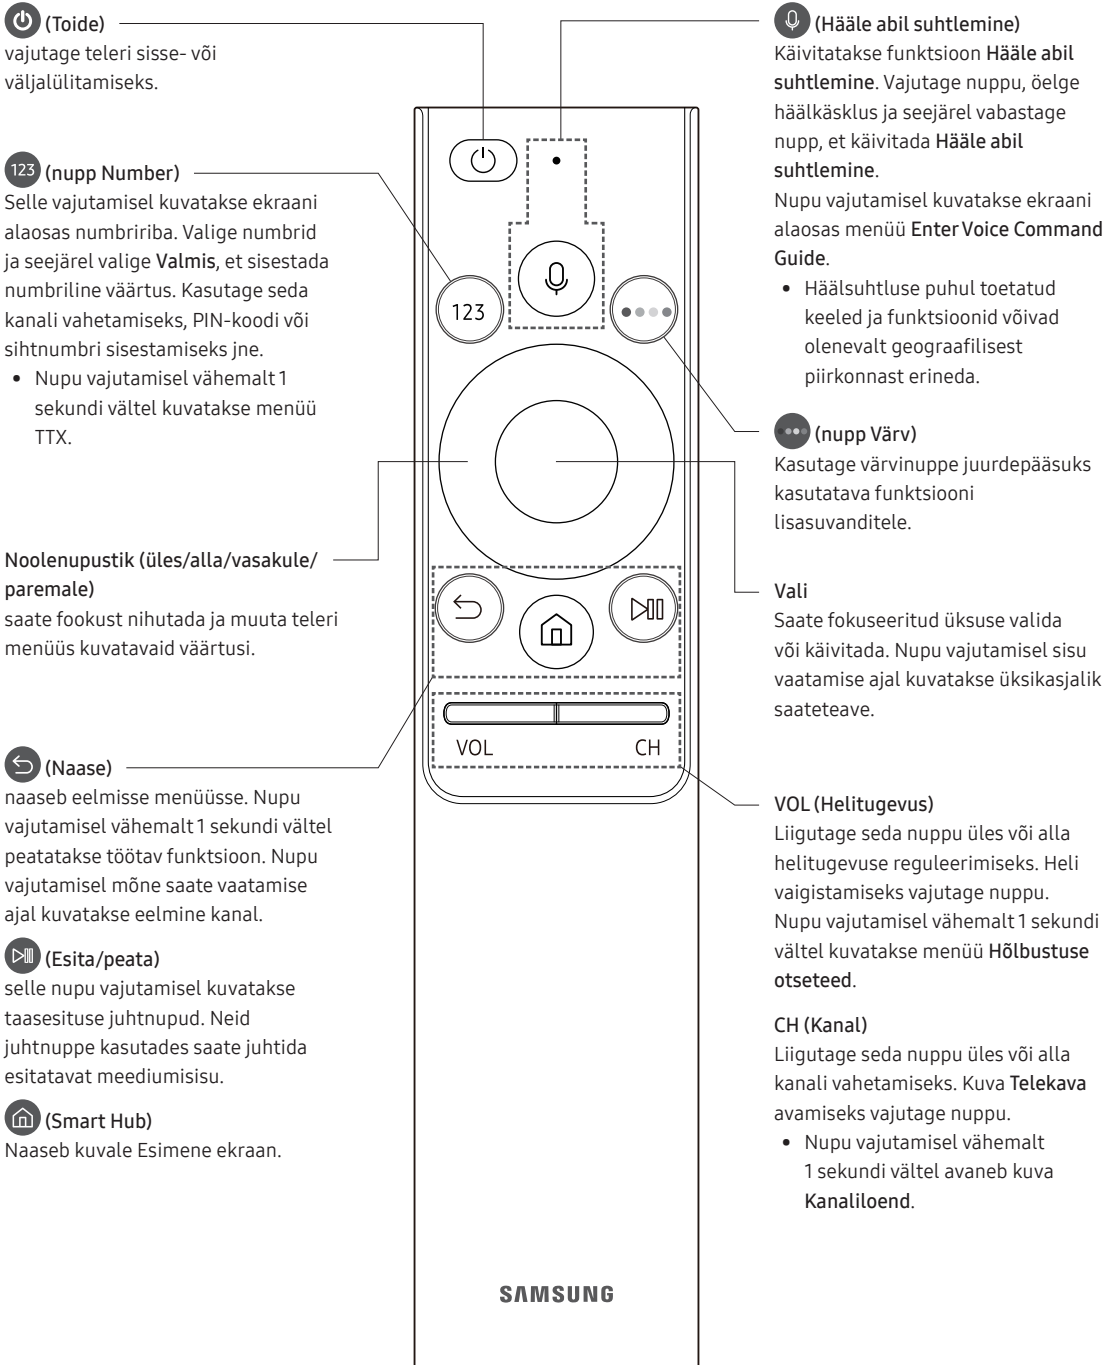 (Toide)
vajutage teleri sisse- või
väljalülitamiseks.
123 (nupp Number)
Selle vajutamisel kuvatakse ekraani
alaosas numbririba. Valige numbrid
ja seejärel valige Valmis, et sisestada
numbriline väärtus. Kasutage seda
kanali vahetamiseks, PIN-koodi või
sihtnumbri sisestamiseks jne.
• Nupu vajutamisel vähemalt 1
sekundi vältel kuvatakse menüü
TTX.
Noolenupustik (üles/alla/vasakule/
paremale)
saate fookust nihutada ja muuta teleri
menüüs kuvatavaid väärtusi.
(Naase)
naaseb eelmisse menüüsse. Nupu
vajutamisel vähemalt 1 sekundi vältel
peatatakse töötav funktsioon. Nupu
vajutamisel mõne saate vaatamise
ajal kuvatakse eelmine kanal.
(Esita/peata)
selle nupu vajutamisel kuvatakse
taasesituse juhtnupud. Neid
juhtnuppe kasutades saate juhtida
esitatavat meediumisisu.
(Smart Hub)
Naaseb kuvale Esimene ekraan.
123
VOL CH
SAMSUNG
(Hääle abil suhtlemine)
Käivitatakse funktsioon Hääle abil
suhtlemine. Vajutage nuppu, öelge
häälkäsklus ja seejärel vabastage
nupp, et käivitada Hääle abil
suhtlemine.
Nupu vajutamisel kuvatakse ekraani
alaosas menüü Enter Voice Command
Guide.
• Häälsuhtluse puhul toetatud
keeled ja funktsioonid võivad
olenevalt geograafilisest
piirkonnast erineda.
(nupp Värv)
Kasutage värvinuppe juurdepääsuks
kasutatava funktsiooni
lisasuvanditele.
Vali
Saate fokuseeritud üksuse valida
või käivitada. Nupu vajutamisel sisu
vaatamise ajal kuvatakse üksikasjalik
saateteave.
VOL (Helitugevus)
Liigutage seda nuppu üles või alla
helitugevuse reguleerimiseks. Heli
vaigistamiseks vajutage nuppu.
Nupu vajutamisel vähemalt 1 sekundi
vältel kuvatakse menüü Hõlbustuse
otseteed.
CH (Kanal)
Liigutage seda nuppu üles või alla
kanali vahetamiseks. Kuva Telekava
avamiseks vajutage nuppu.
• Nupu vajutamisel vähemalt
1 sekundi vältel avaneb kuva
Kanaliloend.